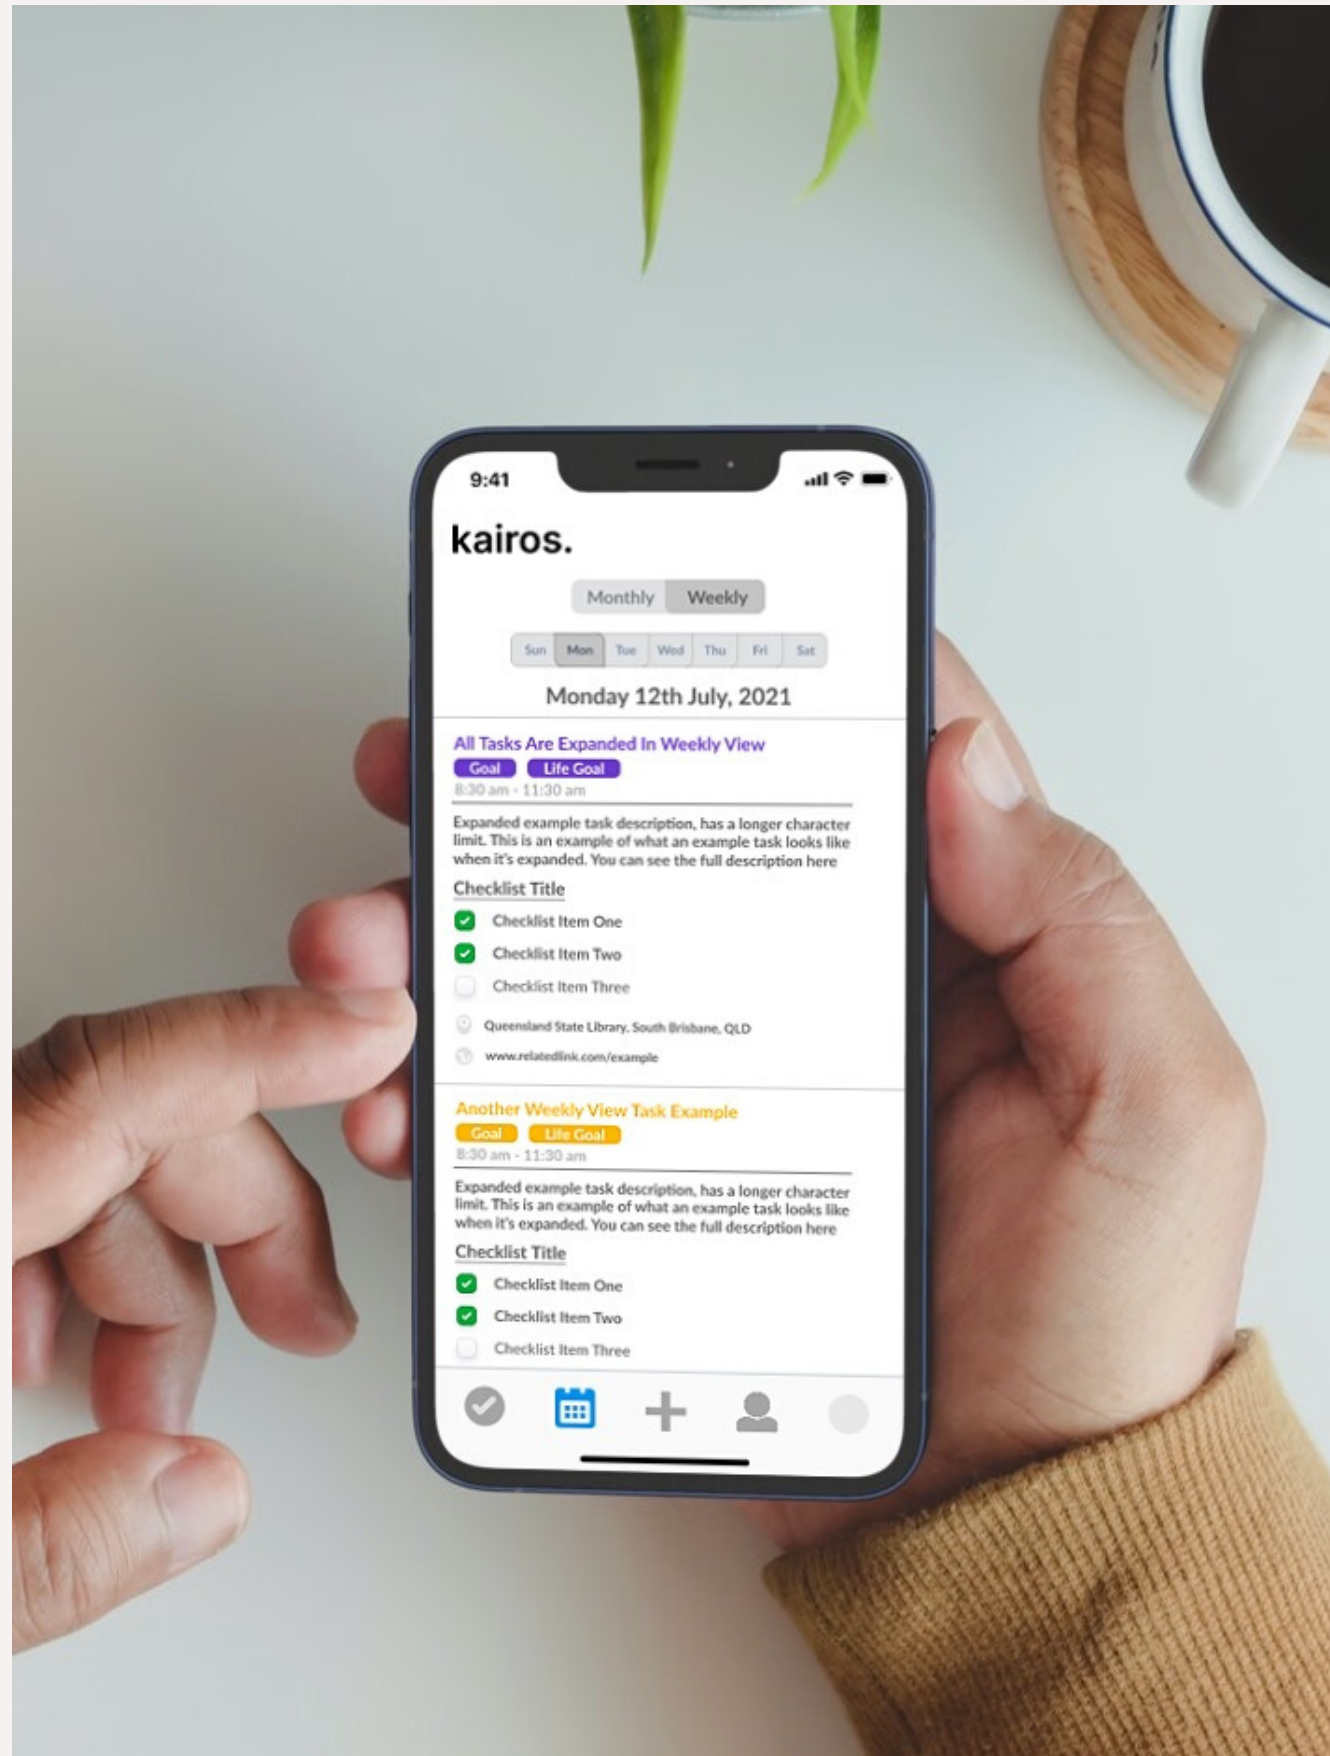 9:41
kairos.
Monthly Weekly
Sun Mon Tue Wed Thu Fri Sat
Monday 12th July, 2021
All Tasks Are Expanded In Weekly View
Goal Life Goal
8:30 am - 11:30 am
Expanded example task description, has a longer character
limit. This is an example of what an example task looks like
when it's expanded. You can see the full description here
Checklist Title
Checklist Item One
Checklist Item Two
Checklist Item Three
Queensland State Library, South Brisbane, QLD
www.relatedlink.com/example
Another Weekly View Task Example
Goal Life Goal
8:30 am - 11:30 am
Expanded example task description, has a longer character
limit. This is an example of what an example task looks like
when it's expanded. You can see the full description here
Checklist Title
Checklist Item One
Checklist Item Two
Checklist Item Three